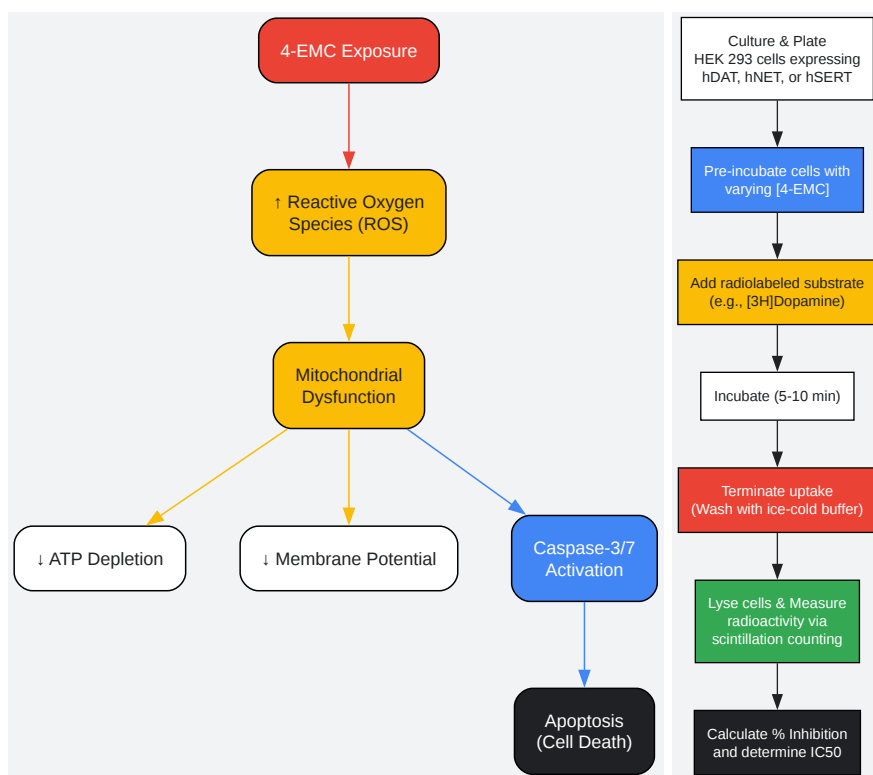 4-EMC Exposure
↑ Reactive Oxygen
Species (ROS)
Mitochondrial
Dysfunction
↓ ATP Depletion
↓ Membrane Potential
Caspase-3/7
Activation
Apoptosis
(Cell Death)
Culture & Plate
HEK 293 cells expressing
hDAT, hNET, or hSERT
Pre-incubate cells with
varying [4-EMC]
Add radiolabeled substrate
(e.g., [3H]Dopamine)
Incubate (5-10 min)
Terminate uptake
(Wash with ice-cold buffer)
Lyse cells & Measure
radioactivity via
scintillation counting
Calculate % Inhibition
and determine IC50